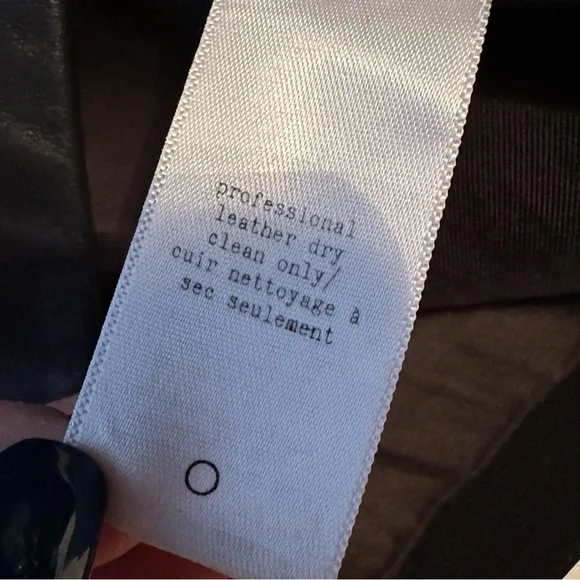 professional
leather dry
clean only/
cuir nettoyage à
sec seulement